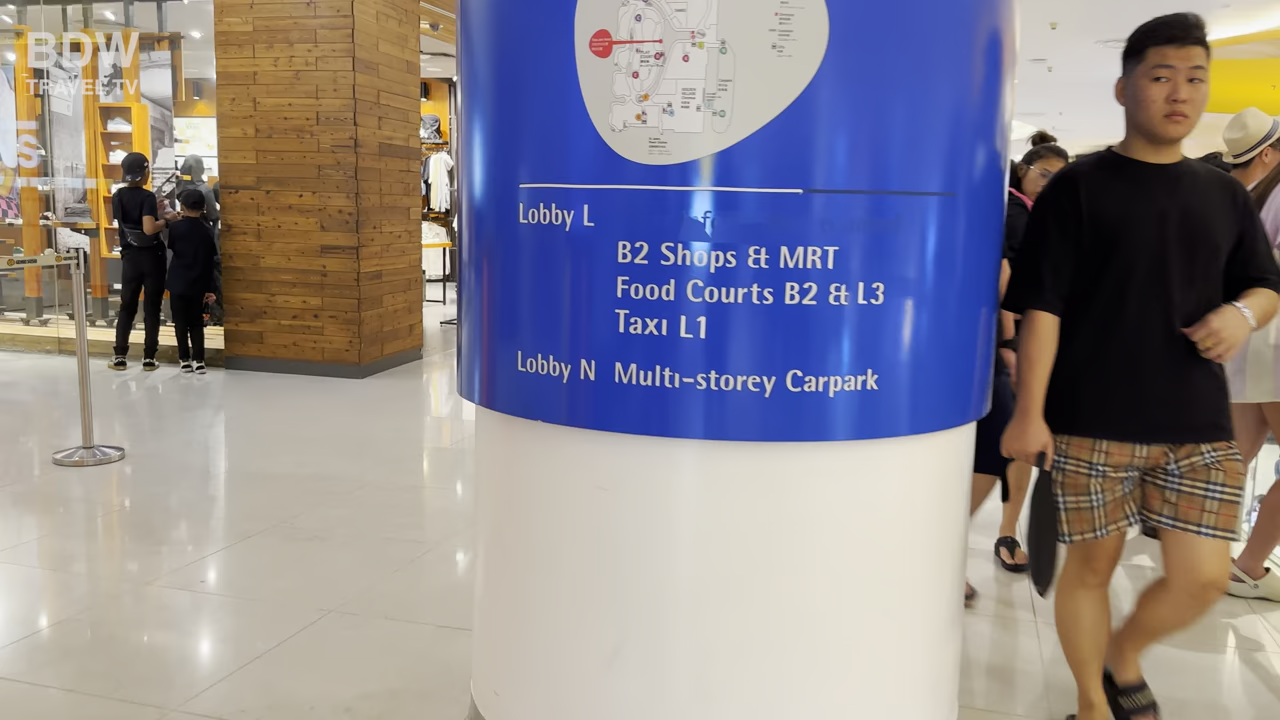 BDW
TRAVEL TV
Lobby L
B2 Shops & MRT
Food Courts B2 & L3
Taxi L1
Lobby N Multi-storey Carpark